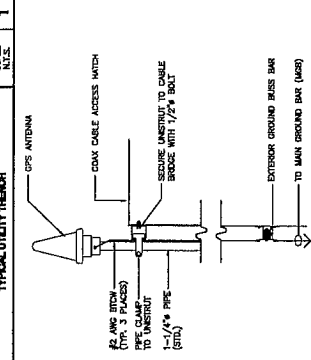 TYPICAL UTILITY TRENCH
N.T.S.
1
GPS ANTENNA
COAX CABLE ACCESS HATCH
#2 AWG BTCW
(TYP. 3 PLACES)
SECURE UNISTRUT TO CABLE
BRIDGE WITH 1/2"ø BOLT
PIPE CLAMP
TO UNISTRUT
1-1/4"ø PIPE
(STD.)
EXTERIOR GROUND BUSS BAR
TO MAIN GROUND BAR (MGB)